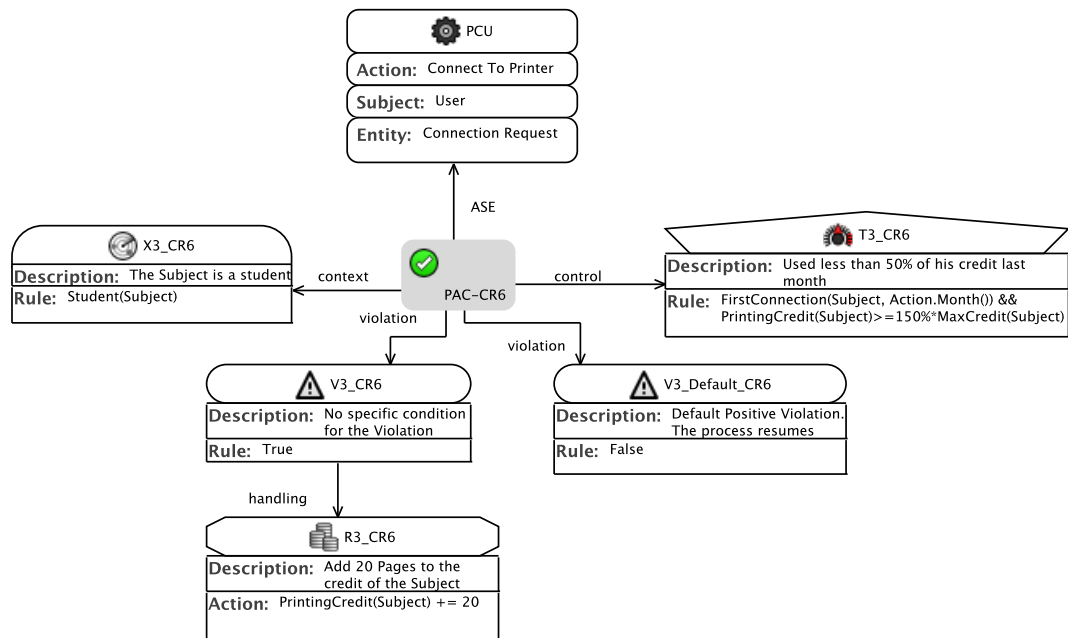 PCU
Action: Connect To Printer
Subject: User
Entity: Connection Request
ASE
X3_CR6
Description: The Subject is a student
Rule: Student(Subject)
context
PAC-CR6
control
T3_CR6
Description: Used less than 50% of his credit last
month
Rule: FirstConnection(Subject, Action.Month()) &&
PrintingCredit(Subject)>=150%*MaxCredit(Subject)
violation
violation
V3_CR6
Description: No specific condition
for the Violation
Rule: True
V3_Default_CR6
Description: Default Positive Violation.
The process resumes
Rule: False
handling
R3_CR6
Description: Add 20 Pages to the
credit of the Subject
Action: PrintingCredit(Subject) += 20